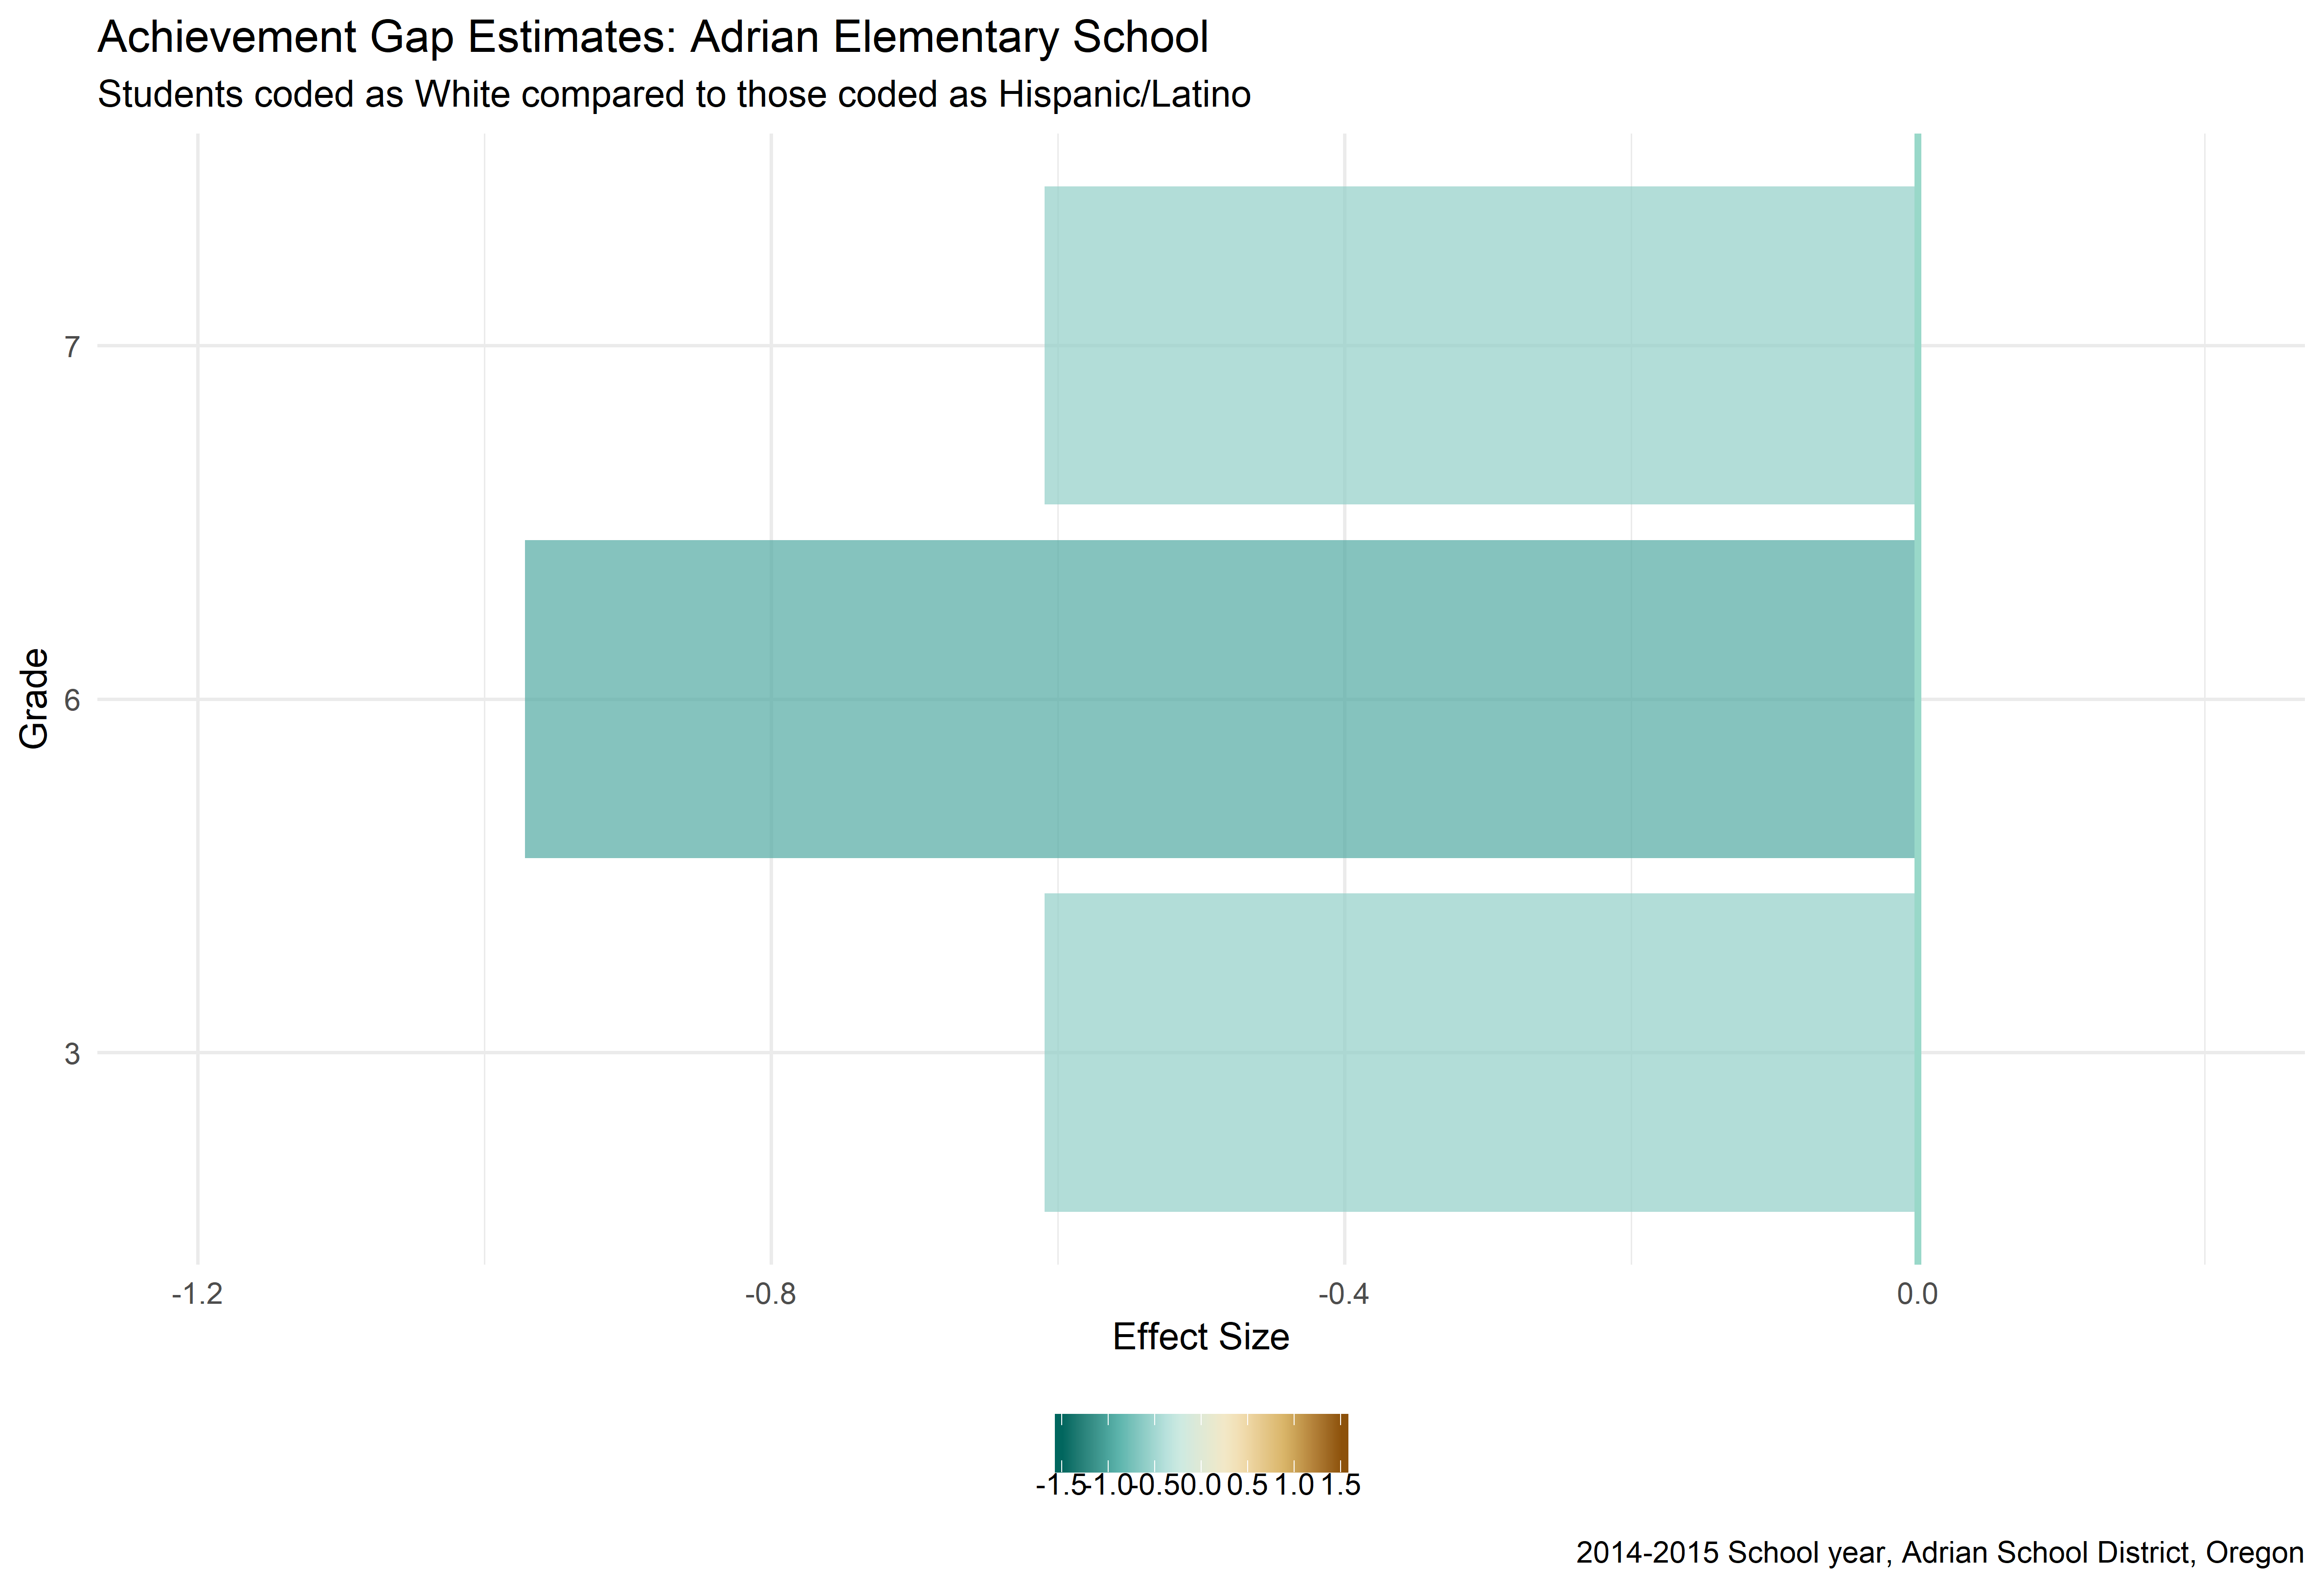 Achievement Gap Estimates: Adrian Elementary School
Students coded as White compared to those coded as Hispanic/Latino
7
6
3
Grade
-1.2 -0.8 -0.4 0.0
Effect Size
-1.5 -1.0 -0.5 0.0 0.5 1.0 1.5
2014-2015 School year, Adrian School District, Oregon